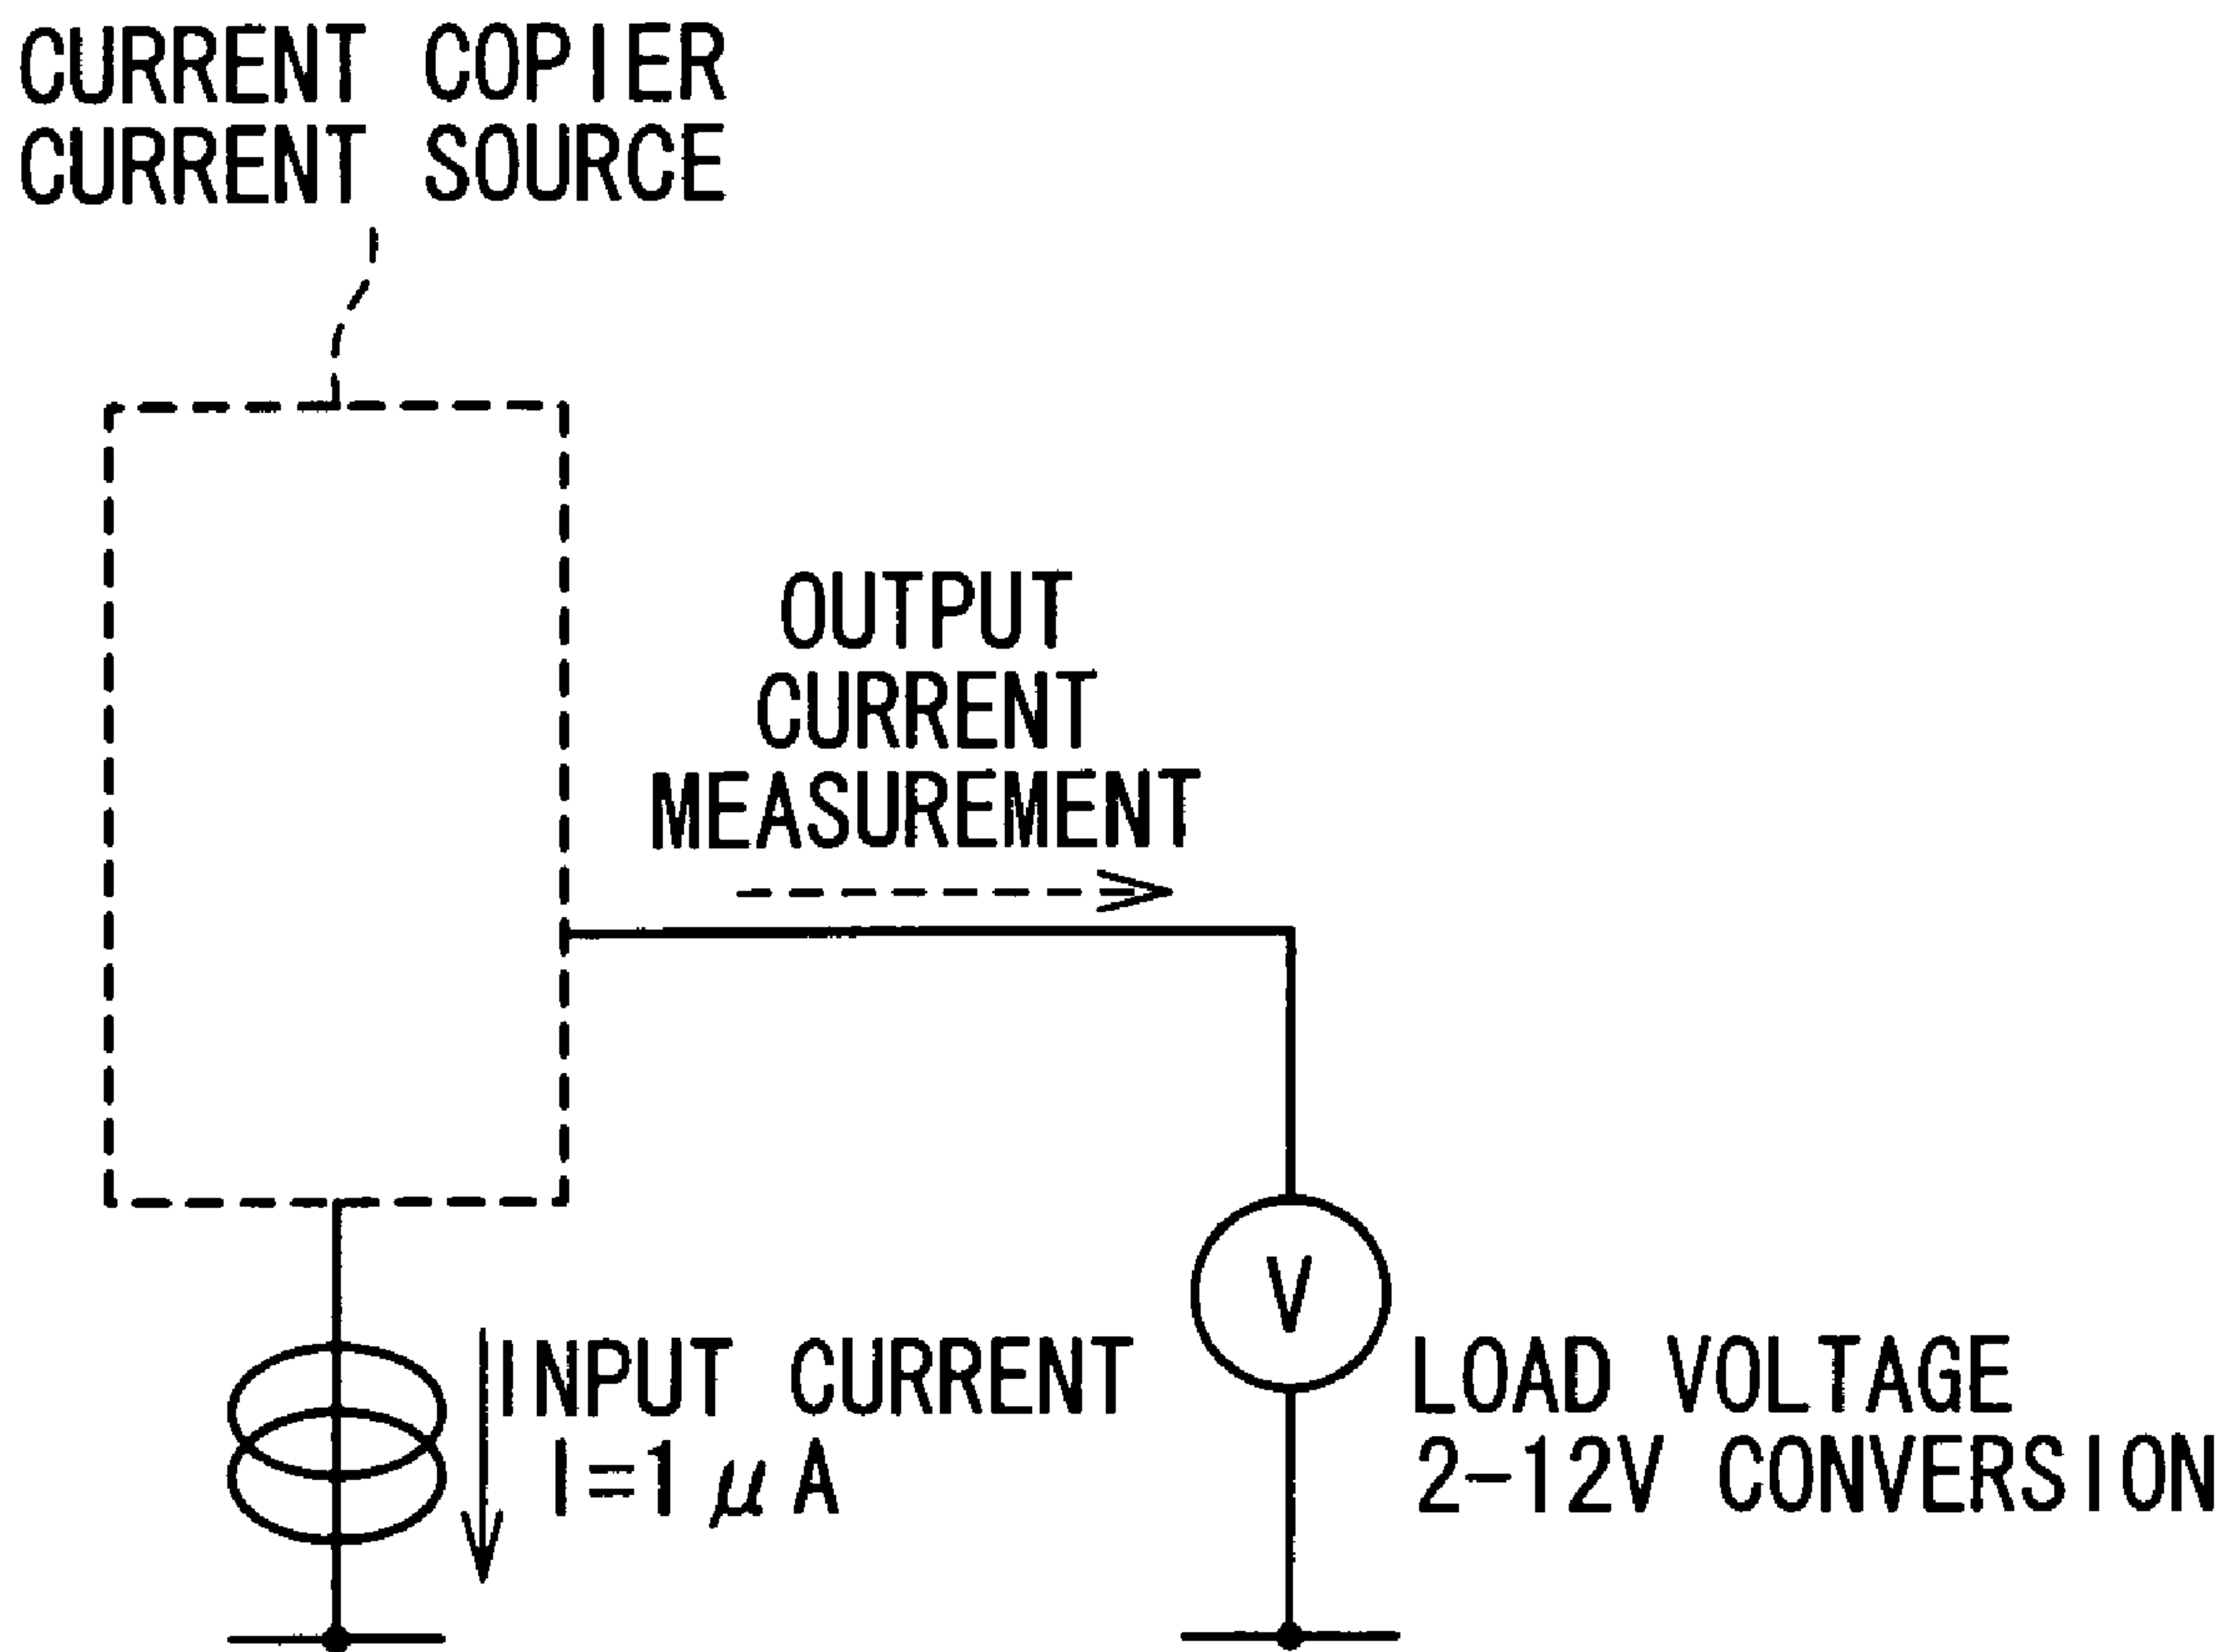 CURRENT COPIER
CURRENT SOURCE
OUTPUT
CURRENT
MEASUREMENT
V
INPUT CURRENT
I=1μA
LOAD VOLTAGE
2-12V CONVERSION